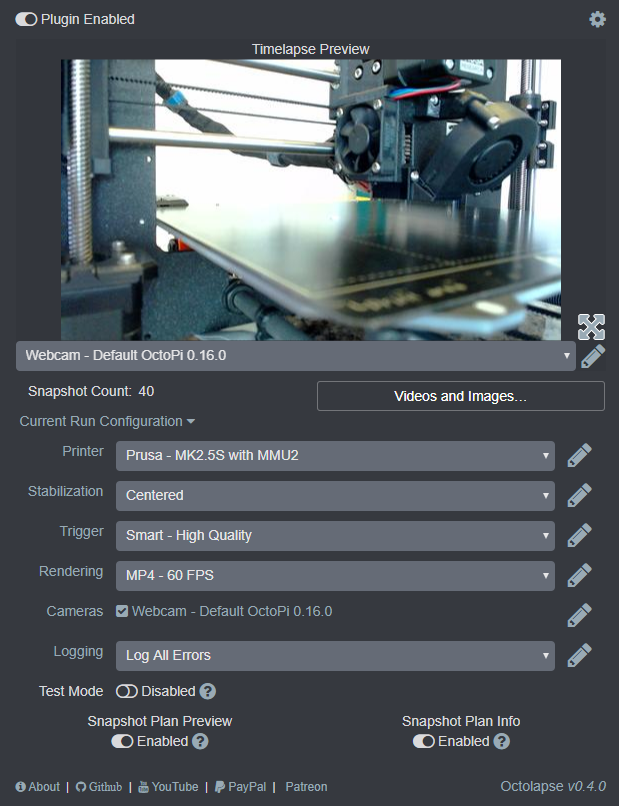 Plugin Enabled
Timelapse Preview
Webcam - Default OctoPi 0.16.0
Snapshot Count: 40
Videos and Images...
Current Run Configuration
Printer
Prusa - MK2.5S with MMU2
Stabilization
Centered
Trigger
Smart - High Quality
Rendering
MP4 - 60 FPS
Cameras
Webcam - Default OctoPi 0.16.0
Logging
Log All Errors
Test Mode
Disabled
Snapshot Plan Preview
Enabled
Snapshot Plan Info
Enabled
About | Github | YouTube | PayPal | Patreon
Octolapse v0.4.0